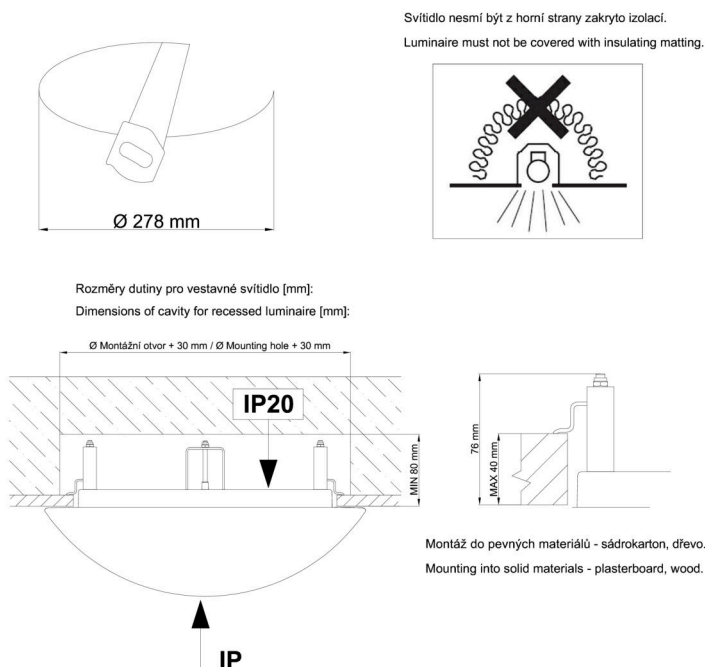 Svítidlo nesmí být z horní strany zakryto izolací.
Luminaire must not be covered with insulating matting.
Ø 278 mm
Rozměry dutiny pro vestavné svítidlo [mm]:
Dimensions of cavity for recessed luminaire [mm]:
Ø Montážní otvor + 30 mm / Ø Mounting hole + 30 mm
IP20
MIN 80 mm
76 mm
MAX 40 mm
Montáž do pevných materiálů - sádrokarton, dřevo.
Mounting into solid materials - plasterboard, wood.
IP